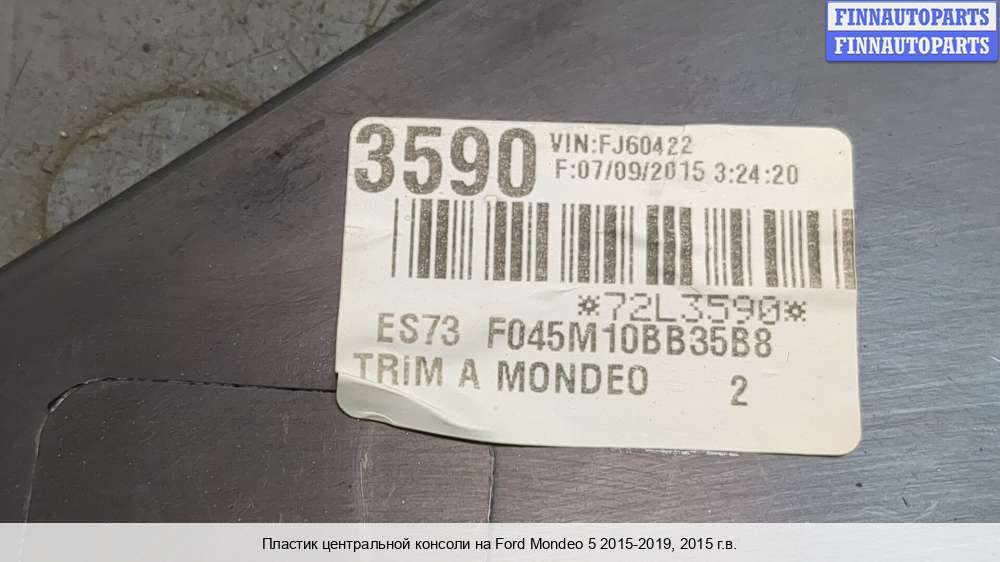 FINNAUTOPARTS
FINNAUTOPARTS
3590 VIN:FJ60422
F:07/09/2015 3:24:20
*72L3590*
ES73 F045M10BB35B8
TRIM A MONDEO 2
Пластик центральной консоли на Ford Mondeo 5 2015-2019, 2015 г.в.